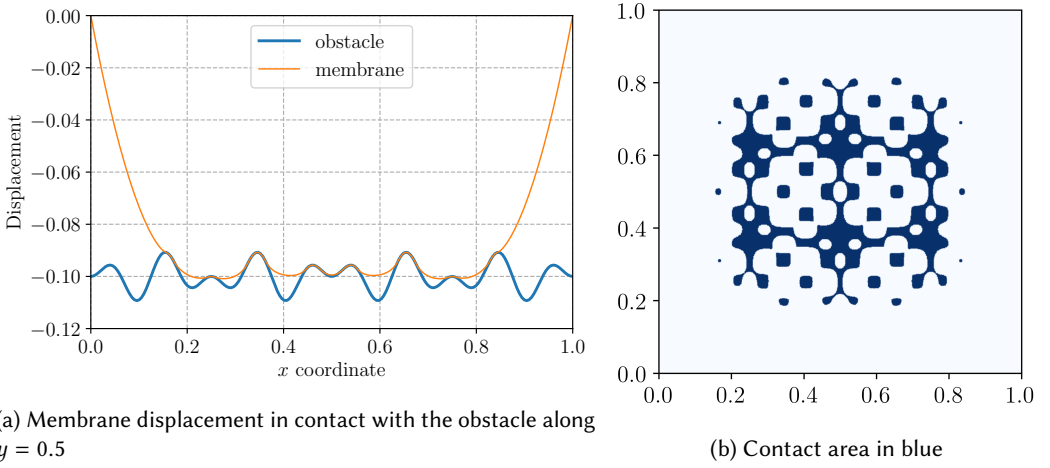 0.00
−0.02
−0.04
−0.06
−0.08
−0.10
−0.12
Displacement
obstacle
membrane
0.0 0.2 0.4 0.6 0.8 1.0
x coordinate
(a) Membrane displacement in contact with the obstacle along
y = 0.5
1.0
0.8
0.6
0.4
0.2
0.0
0.0 0.2 0.4 0.6 0.8 1.0
(b) Contact area in blue